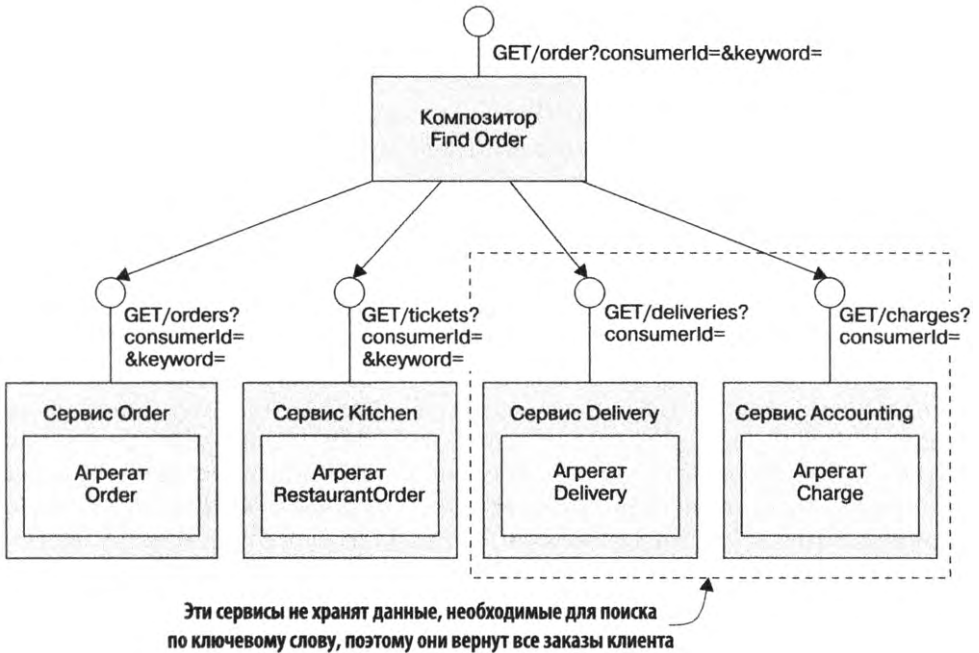 GET/order?consumerId=&keyword=
Композитор
Find Order
GET/orders?
consumerId=
&keyword=
GET/tickets?
consumerId=
&keyword=
GET/deliveries?
consumerId=
GET/charges?
consumerId=
Сервис Order
Агрегат
Order
Сервис Kitchen
Агрегат
RestaurantOrder
Сервис Delivery
Агрегат
Delivery
Сервис Accounting
Агрегат
Charge
Эти сервисы не хранят данные, необходимые для поиска
по ключевому слову, поэтому они вернут все заказы клиента